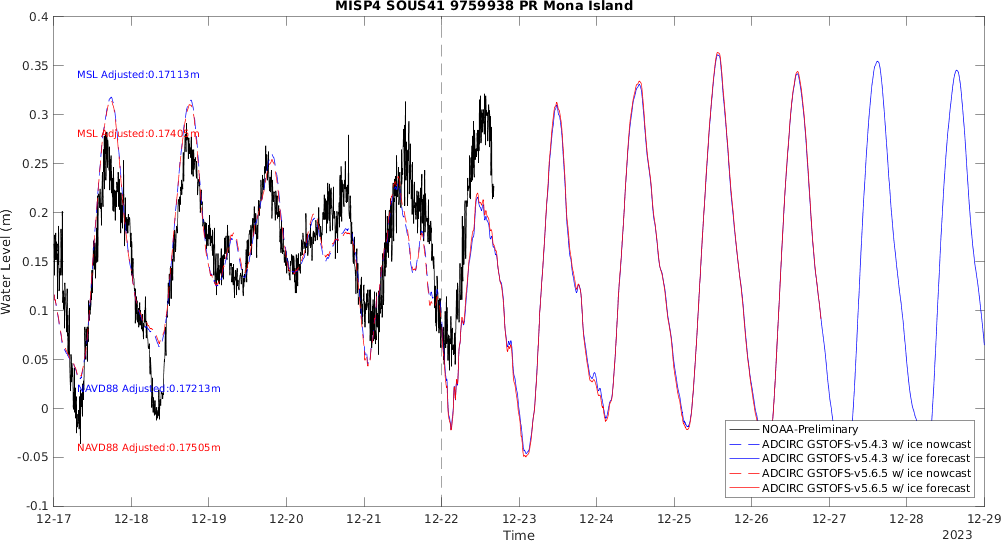 MISP4 SOUS41 9759938 PR Mona Island
0.4
0.35
0.3
0.25
0.2
0.15
0.1
0.05
0
-0.05
-0.1
Water Level (m)
MSL Adjusted:0.17113m
MSL Adjusted:0.17405m
NAVD88 Adjusted:0.17213m
NAVD88 Adjusted:0.17505m
NOAA-Preliminary
ADCIRC GSTOFS-v5.4.3 w/ ice nowcast
ADCIRC GSTOFS-v5.4.3 w/ ice forecast
ADCIRC GSTOFS-v5.6.5 w/ ice nowcast
ADCIRC GSTOFS-v5.6.5 w/ ice forecast
12-17 12-18 12-19 12-20 12-21 12-22 12-23 12-24 12-25 12-26 12-27 12-28 12-29
Time
2023